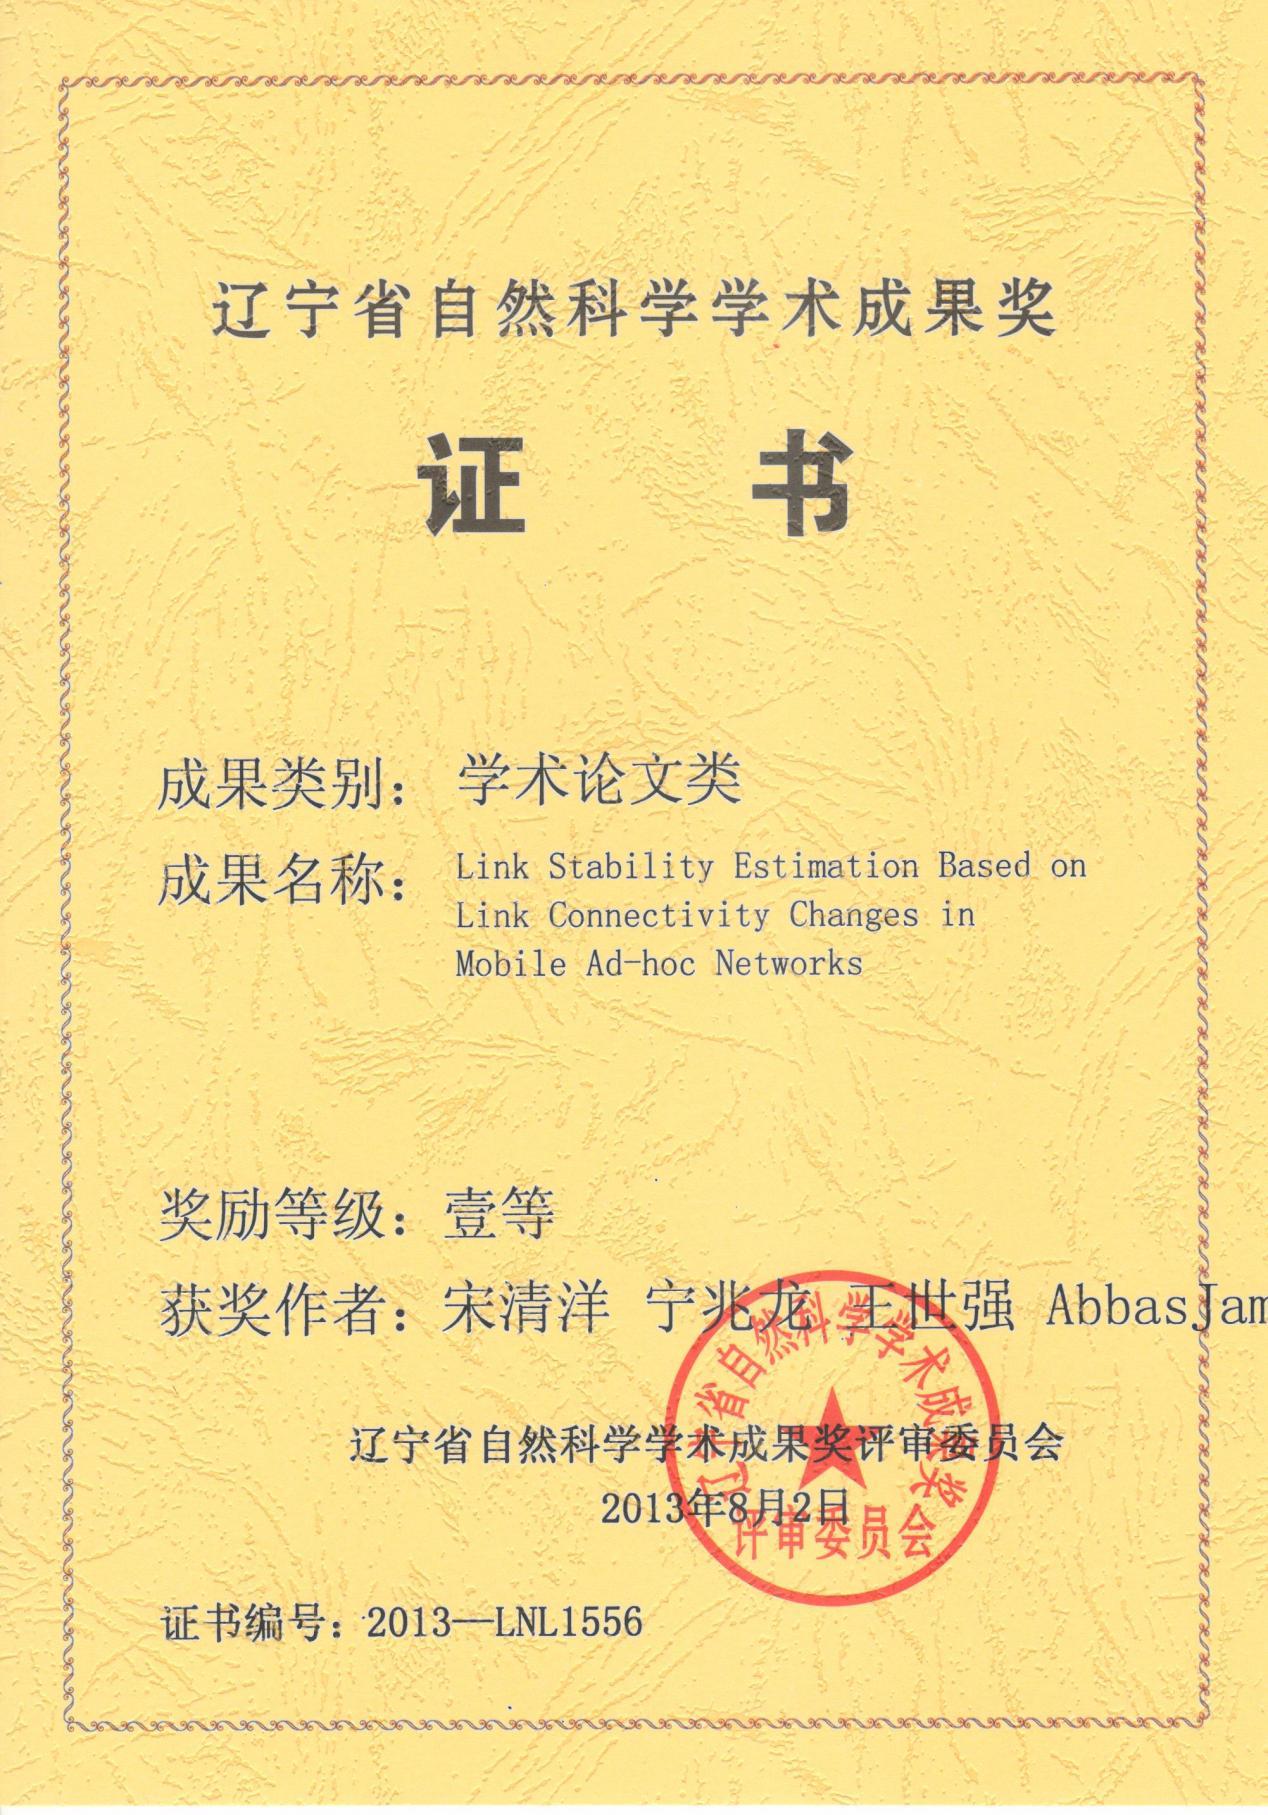 辽宁省自然科学学术成果奖
证 书
成果类别：学术论文类
成果名称：Link Stability Estimation Based on
Link Connectivity Changes in
Mobile Ad-hoc Networks
奖励等级：壹等
获奖作者：宋清洋 宁兆龙 王世强 AbbasJam
辽宁省自然科学学术成果奖评审委员会
2013年8月2日
辽宁省自然科学学术成果奖
评审委员会
证书编号：2013—LNL1556